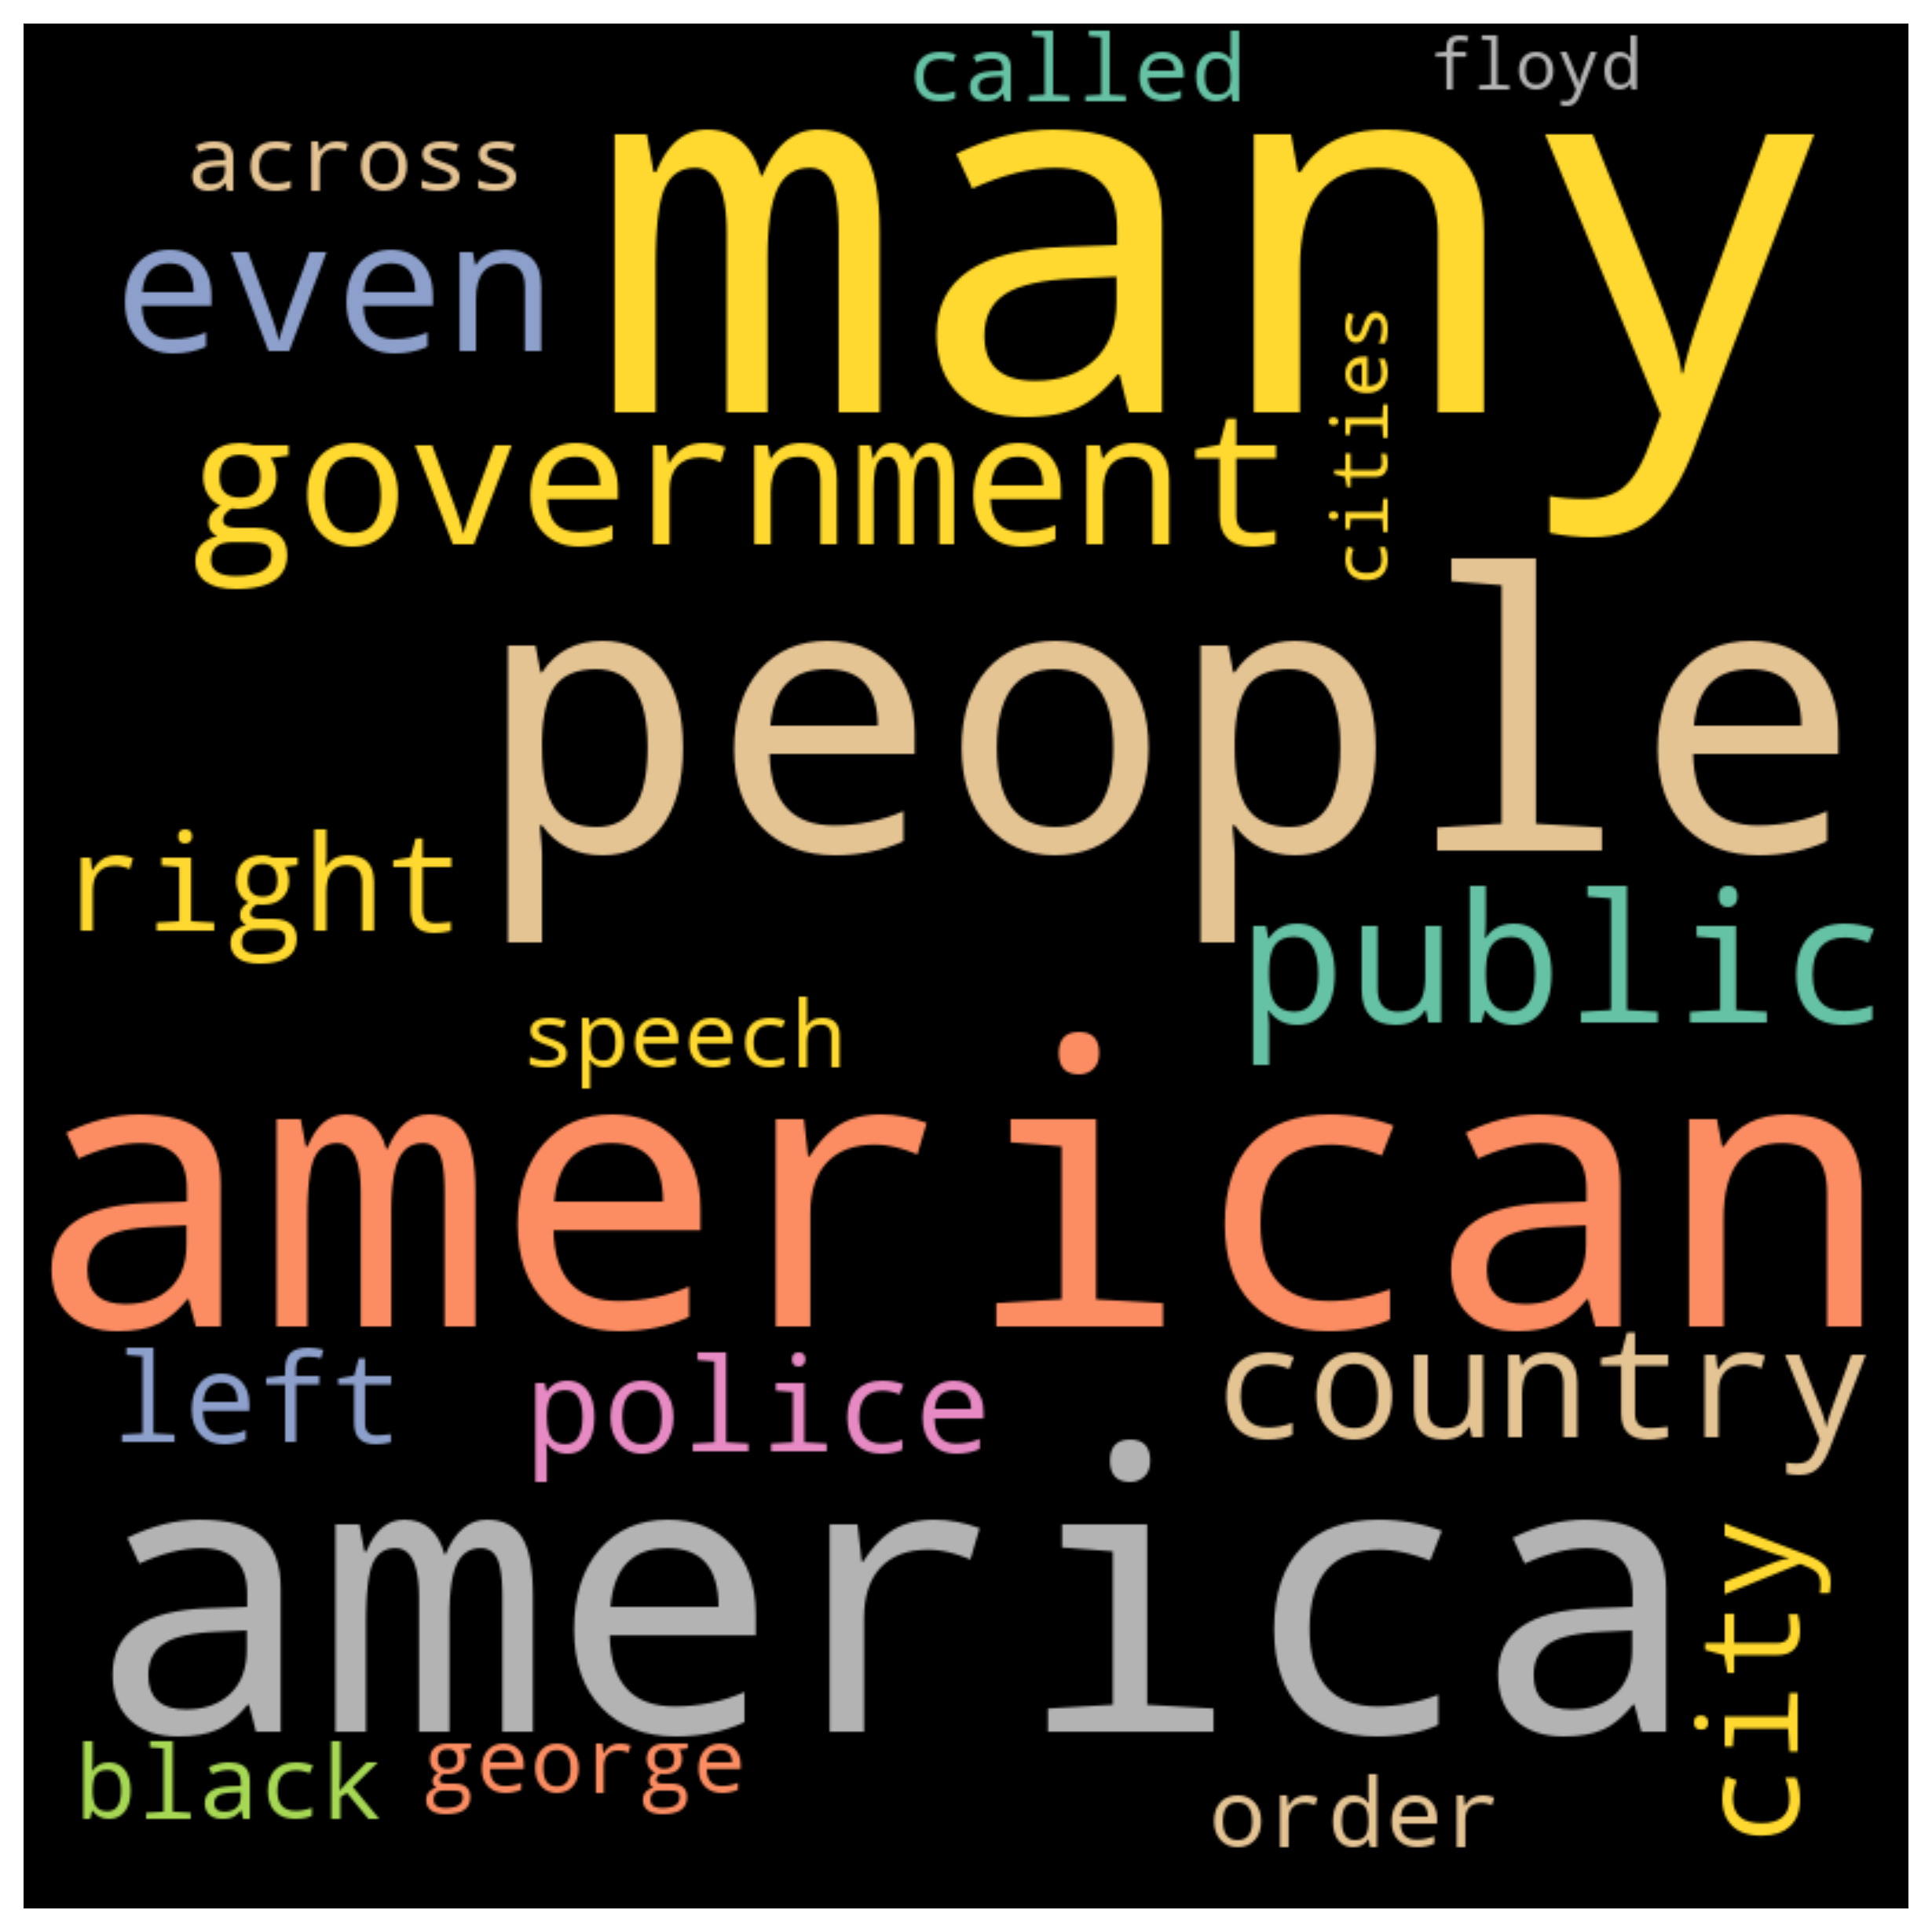 called
floyd
across
many
even
cities
government
people
right
public
speech
american
left
police
country
america
city
black
george
order